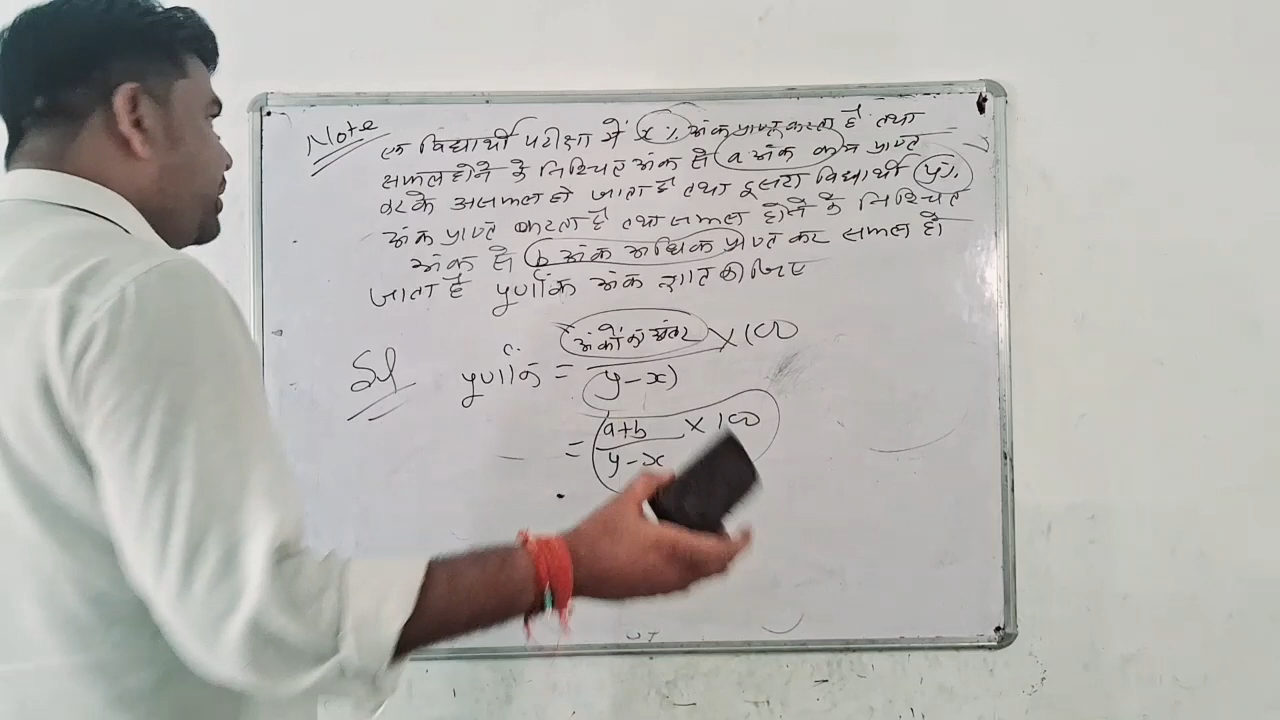 Note
एक विद्यार्थी परीक्षा में x% अंक प्राप्त करता है तथा
सफल होने के निश्चित अंक से a अंक कम प्राप्त
करके असफल हो जाता है तथा दूसरा विद्यार्थी y%
अंक प्राप्त करता है तथा सफल होने के निश्चित
अंक से b अंक अधिक प्राप्त कर सफल हो
जाता है पूर्णांक अंक ज्ञात कीजिए
Sol पूर्णांक = अंकों का अंतर / (y-x) × 100
= a+b / y-x × 100